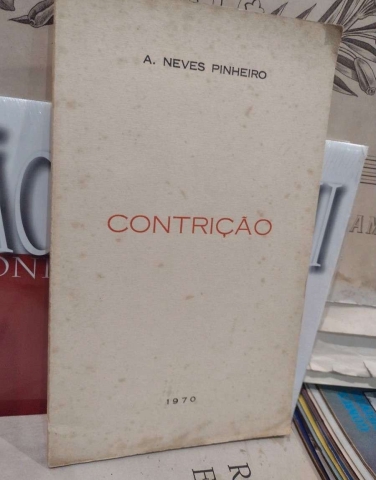 A. NEVES PINHEIRO
CONTRIÇÃO
1970